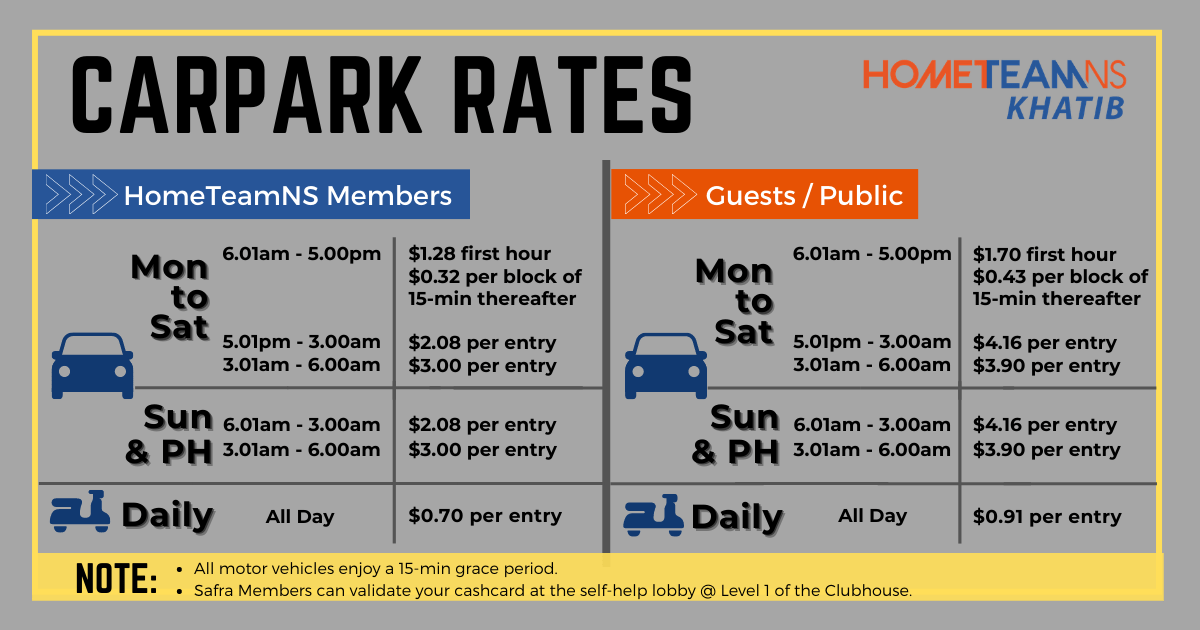 CARPARK RATES
HOMETEAMNS
KHATIB
HomeTeamNS Members
Mon
to
Sat
6.01am - 5.00pm
$1.28 first hour
$0.32 per block of
15-min thereafter
5.01pm - 3.00am
$2.08 per entry
3.01am - 6.00am
$3.00 per entry
Sun
& PH
6.01am - 3.00am
$2.08 per entry
3.01am - 6.00am
$3.00 per entry
Daily
All Day
$0.70 per entry
Guests / Public
Mon
to
Sat
6.01am - 5.00pm
$1.70 first hour
$0.43 per block of
15-min thereafter
5.01pm - 3.00am
$4.16 per entry
3.01am - 6.00am
$3.90 per entry
Sun
& PH
6.01am - 3.00am
$4.16 per entry
3.01am - 6.00am
$3.90 per entry
Daily
All Day
$0.91 per entry
NOTE:
• All motor vehicles enjoy a 15-min grace period.
• Safra Members can validate your cashcard at the self-help lobby @ Level 1 of the Clubhouse.